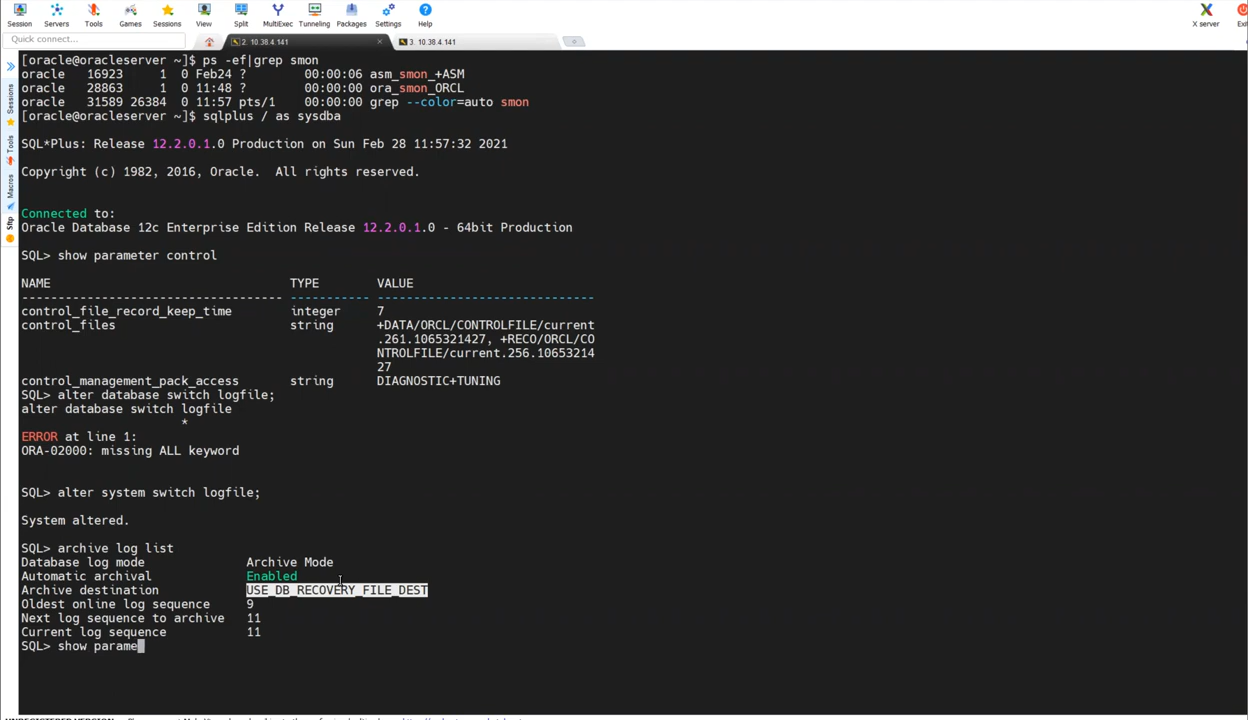 Session Servers Tools Games Sessions View Split MultiExec Tunneling Packages Settings Help X server
Quick connect... 2. 10.38.4.141 3. 10.38.4.141
Sessions
Tools
Macros
Sftp
[oracle@oracleserver ~]$ ps -ef|grep smon
oracle 16923 1 0 Feb24 ? 00:00:06 asm_smon_+ASM
oracle 28863 1 0 11:48 ? 00:00:00 ora_smon_ORCL
oracle 31589 26384 0 11:57 pts/1 00:00:00 grep --color=auto smon
[oracle@oracleserver ~]$ sqlplus / as sysdba
SQL*Plus: Release 12.2.0.1.0 Production on Sun Feb 28 11:57:32 2021
Copyright (c) 1982, 2016, Oracle. All rights reserved.
Connected to:
Oracle Database 12c Enterprise Edition Release 12.2.0.1.0 - 64bit Production
SQL> show parameter control
NAME TYPE VALUE
------------------------------------ ----------- ------------------------------
control_file_record_keep_time integer 7
control_files string +DATA/ORCL/CONTROLFILE/current
.261.1065321427, +RECO/ORCL/CO
NTROLFILE/current.256.10653214
27
control_management_pack_access string DIAGNOSTIC+TUNING
SQL> alter database switch logfile;
alter database switch logfile
*
ERROR at line 1:
ORA-02000: missing ALL keyword
SQL> alter system switch logfile;
System altered.
SQL> archive log list
Database log mode Archive Mode
Automatic archival Enabled
Archive destination USE_DB_RECOVERY_FILE_DEST
Oldest online log sequence 9
Next log sequence to archive 11
Current log sequence 11
SQL> show parame